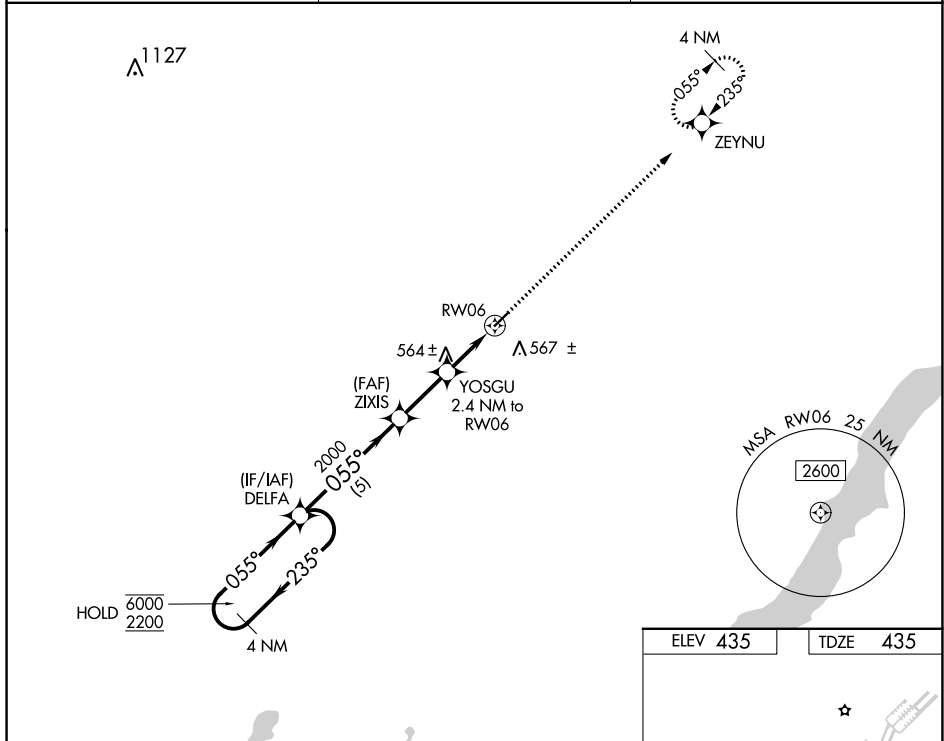 1127
4 NM
055°
235°
ZEYNU
RW06
564 ±
567 ±
(FAF)
ZIXIS
YOSGU
2.4 NM to
RW06
2000
055°
(5)
(IF/IAF)
DELFA
055°
235°
HOLD
6000
2200
4 NM
MSA RW06 25 NM
2600
ELEV 435
TDZE 435